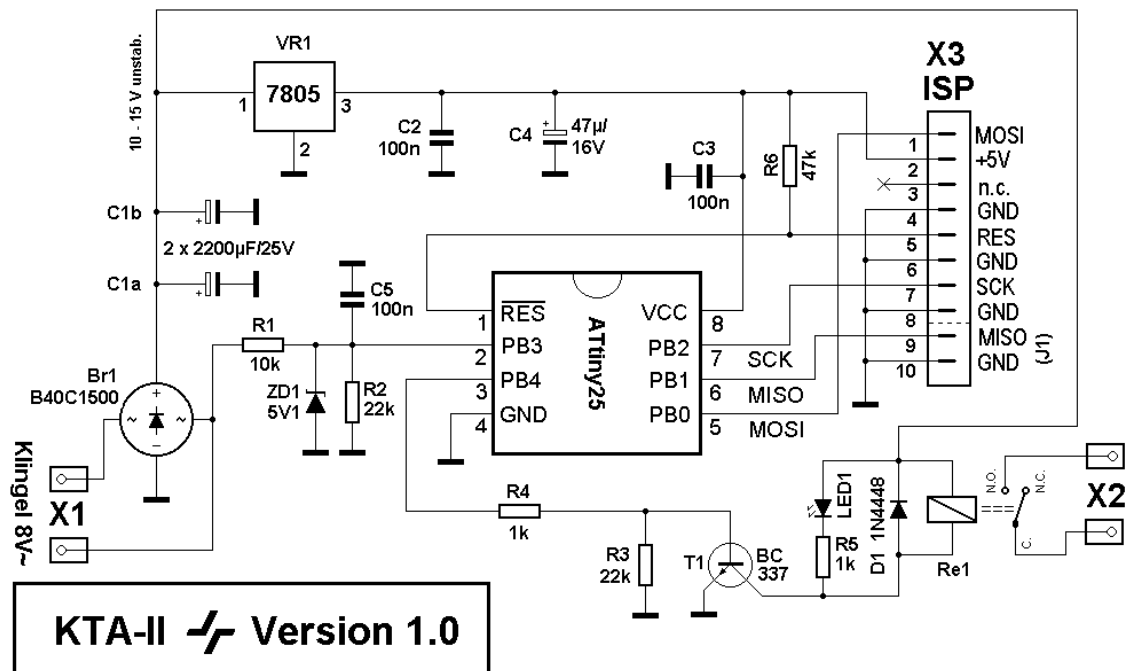 10 - 15 V unstab.
VR1
7805
1
3
2
C2
100n
C4
+
47µ/
16V
C3
100n
R6
47k
X3
ISP
MOSI
1
+5V
2
n.c.
3
GND
4
RES
5
GND
6
SCK
7
GND
8
MISO
9
GND
10
(J1)
C1b
+
2 x 2200µF/25V
C1a
+
C5
100n
R1
10k
ZD1
5V1
R2
22k
Br1
B40C1500
+
~
~
−
Klingel 8V~
X1
ATtiny25
RES
1
PB3
2
PB4
3
GND
4
VCC
8
PB2
7
SCK
PB1
6
MISO
PB0
5
MOSI
R4
1k
R3
22k
T1
BC
337
LED1
R5
1k
D1 1N4448
Re1
N.O.
N.C.
C.
X2
KTA-II Version 1.0